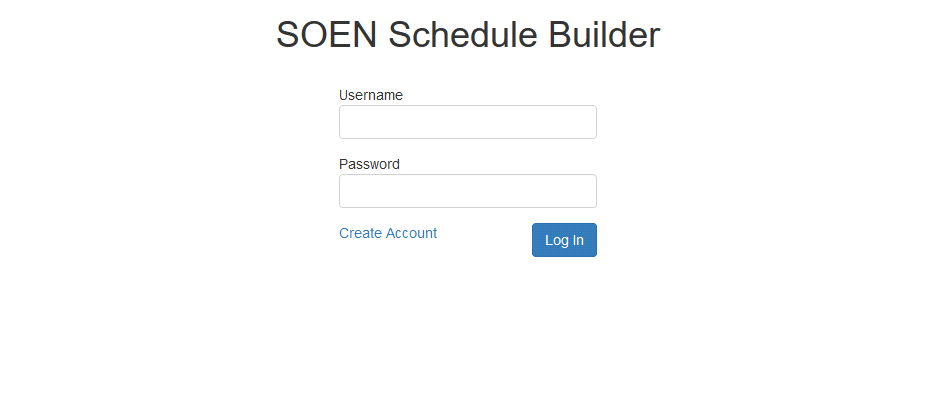 SOEN Schedule Builder
Username
Password
Create Account
Log In